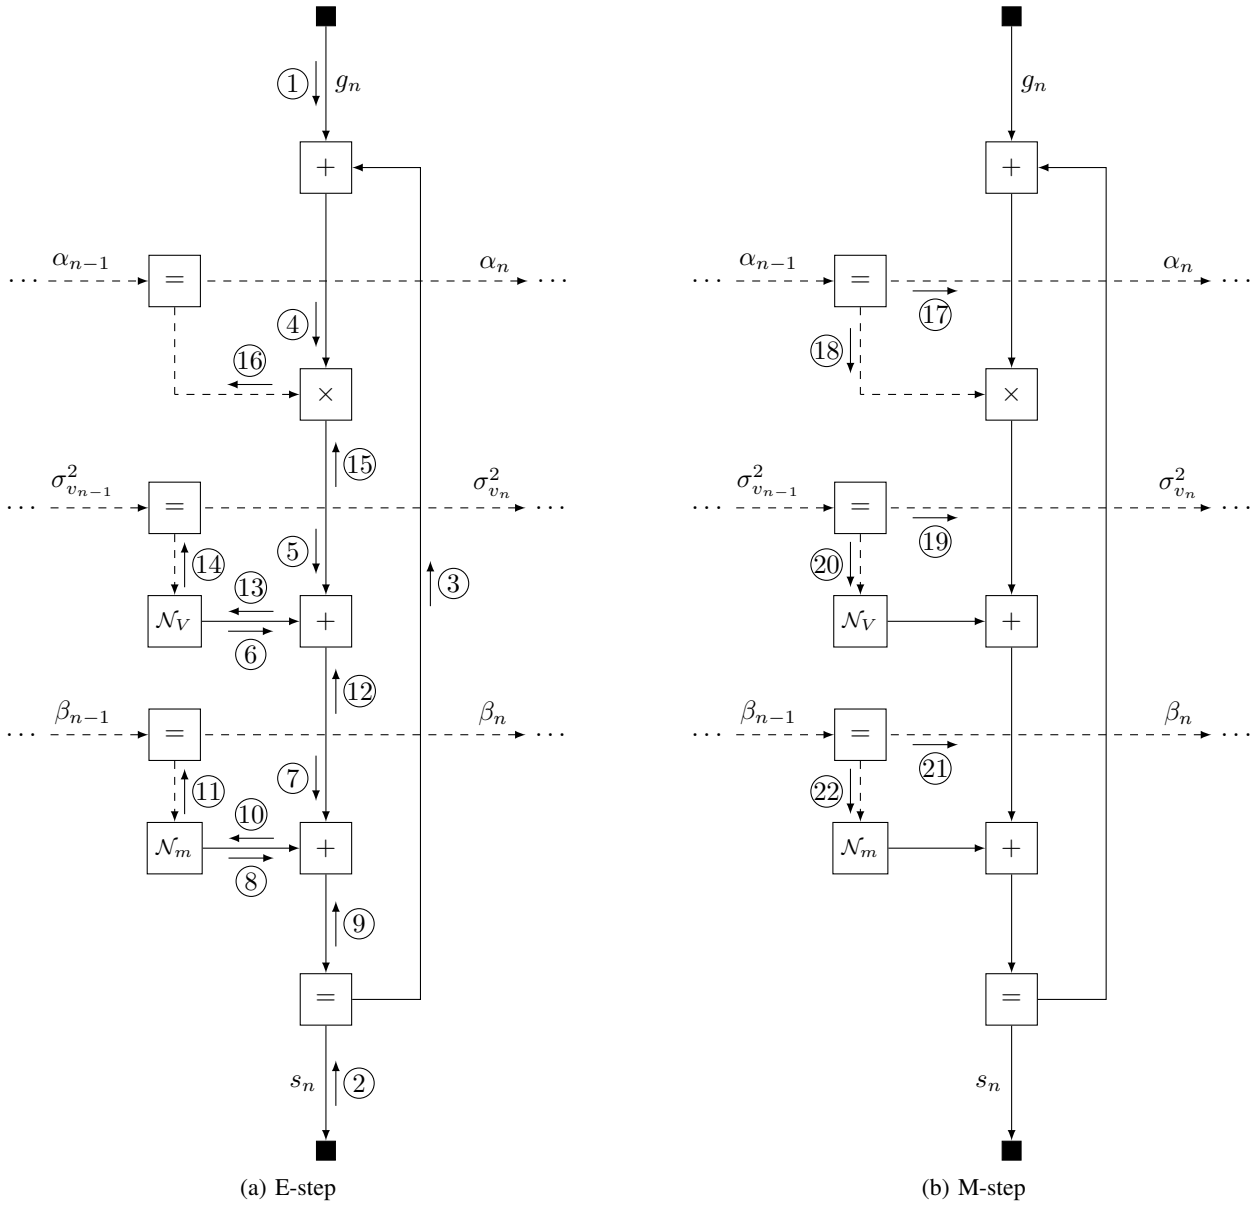 ① g_n g_n
+ +
··· α_{n−1} = α_n ··· ··· α_{n−1} = α_n ···
④ ⑰
⑯ ⑱
× ×
⑮
··· σ²_{v_{n−1}} = σ²_{v_n} ··· ··· σ²_{v_{n−1}} = σ²_{v_n} ···
⑭ ⑤ ③ ⑳ ⑲
⑬
𝒩_V + 𝒩_V +
⑥
⑫
··· β_{n−1} = β_n ··· ··· β_{n−1} = β_n ···
⑪ ⑦ ㉒ ㉑
⑩
𝒩_m + 𝒩_m +
⑧
⑨
= =
s_n ② s_n
(a) E-step (b) M-step